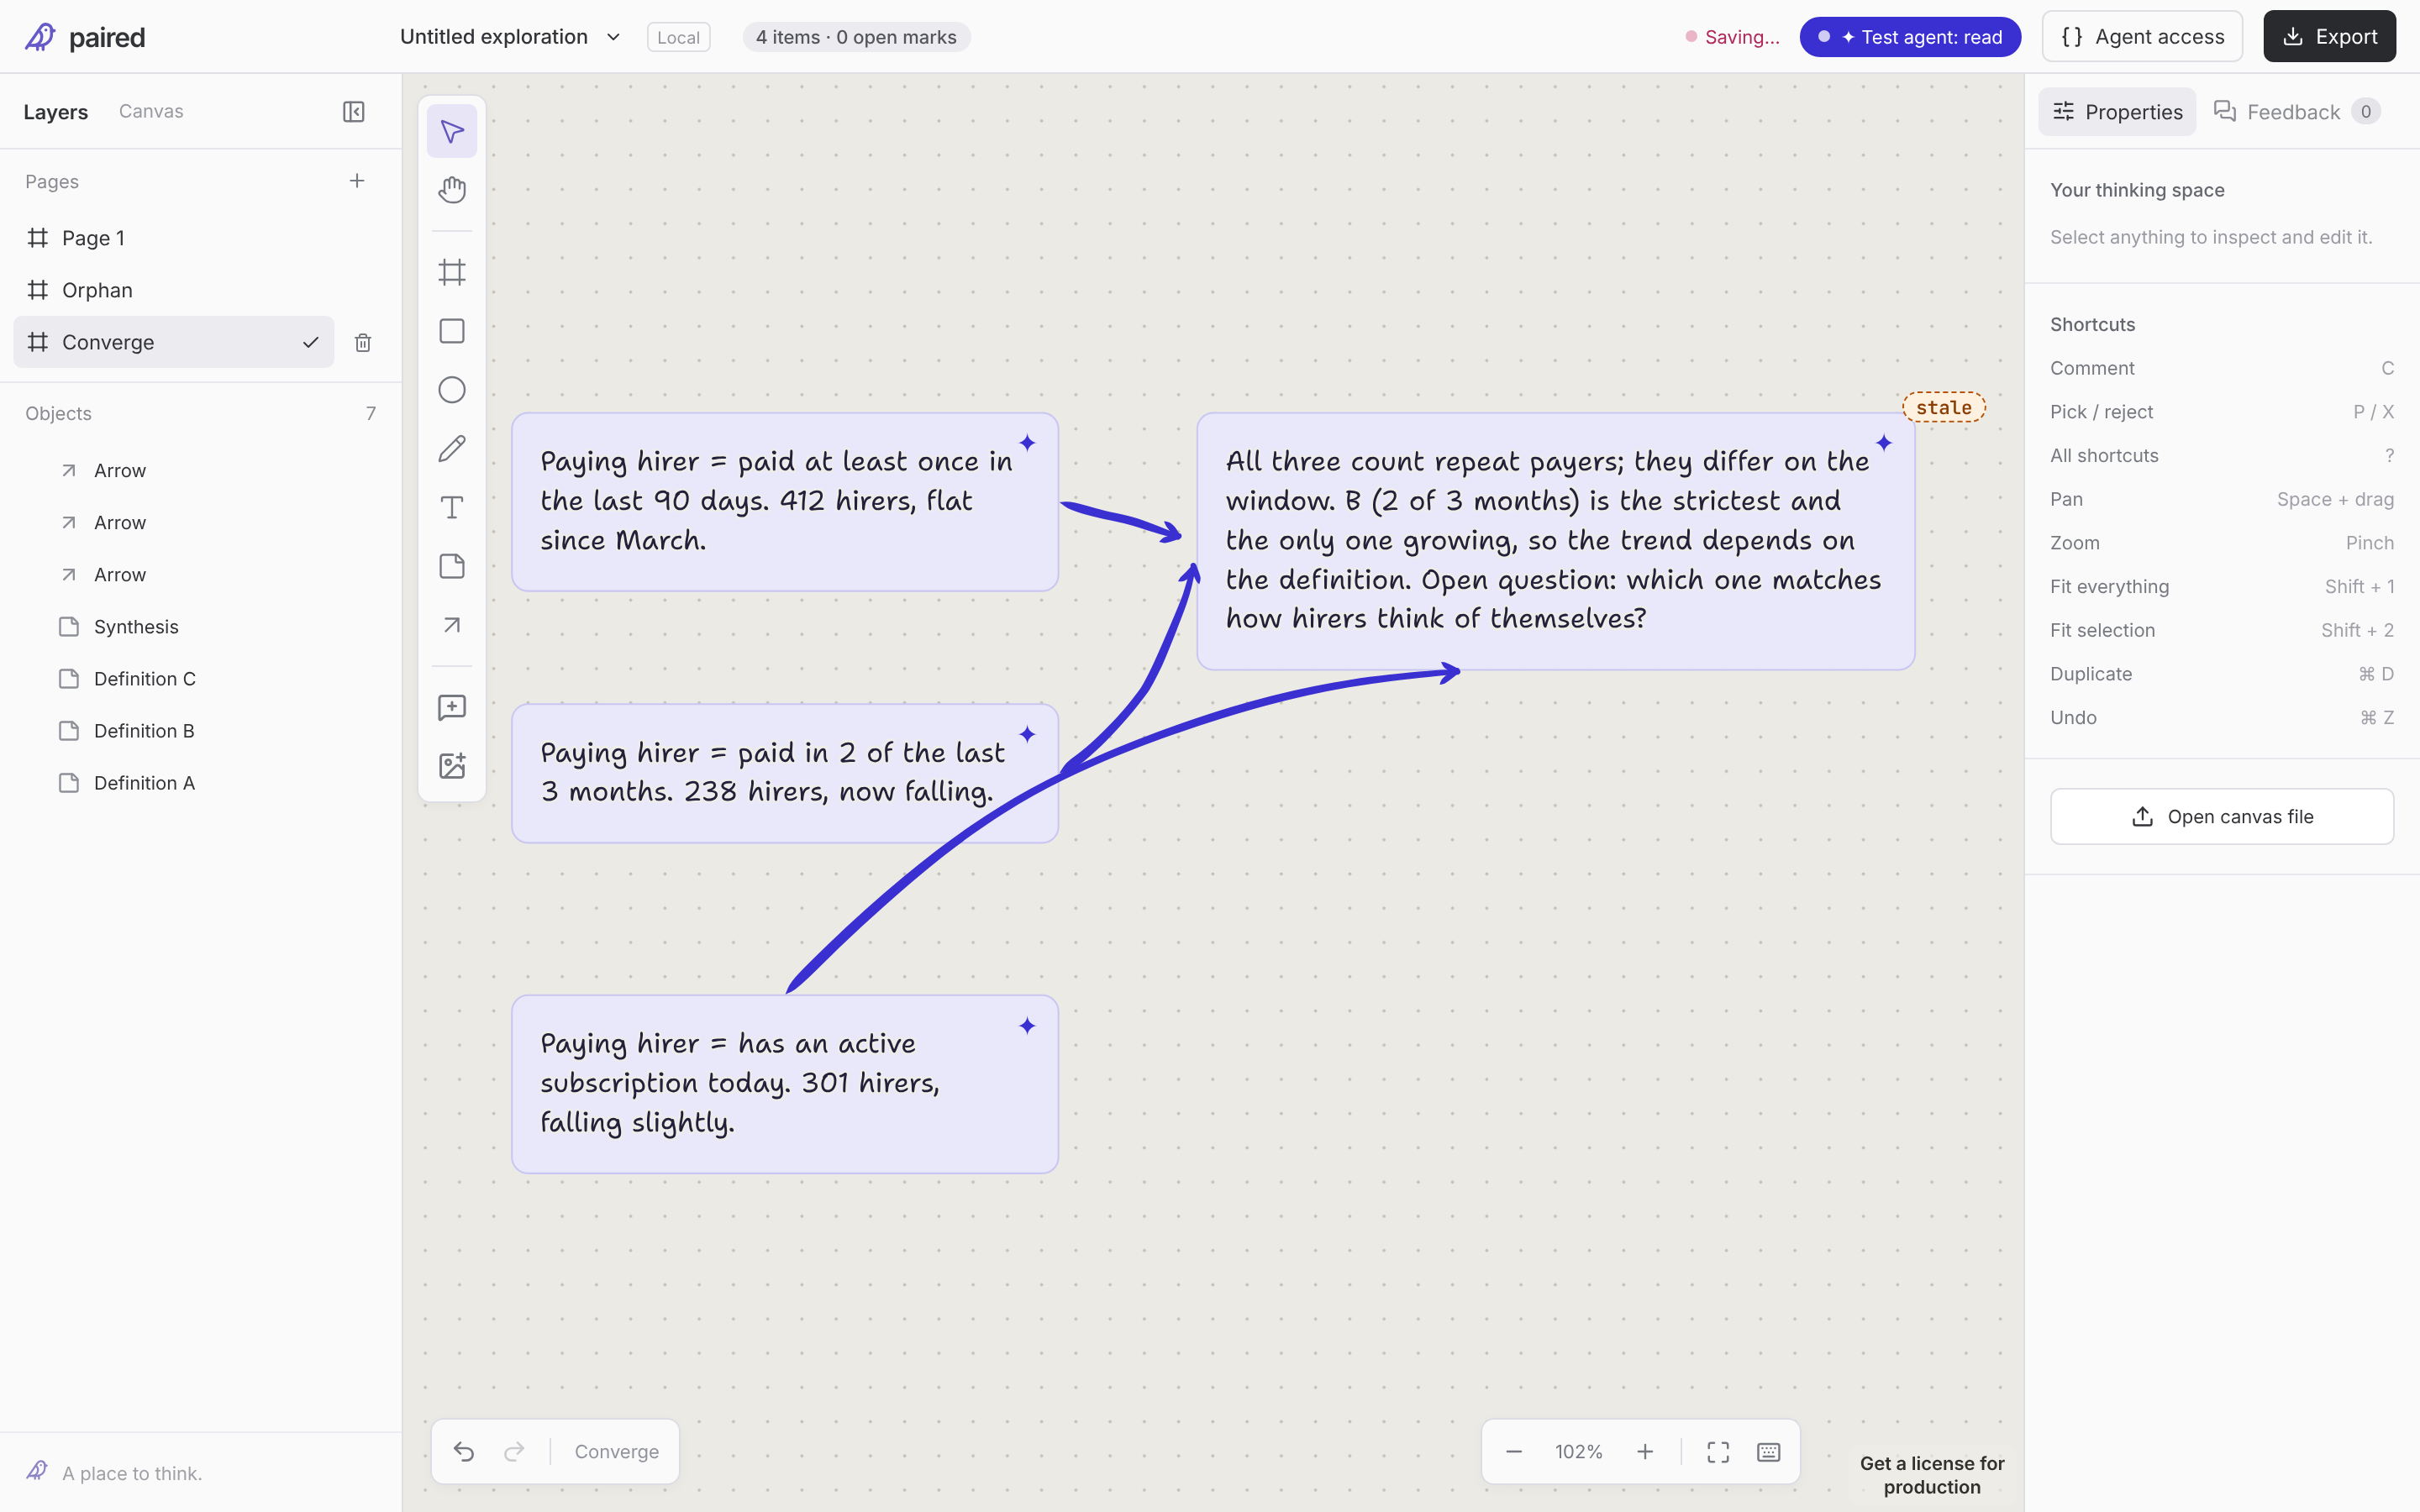 paired
Untitled exploration
Local
4 items · 0 open marks
Saving...
Test agent: read
{ } Agent access
Export
Layers
Canvas
Pages
Page 1
Orphan
Converge
Objects
7
Arrow
Arrow
Arrow
Synthesis
Definition C
Definition B
Definition A
A place to think.
Paying hirer = paid at least once in
the last 90 days. 412 hirers, flat
since March.
stale
All three count repeat payers; they differ on the
window. B (2 of 3 months) is the strictest and
the only one growing, so the trend depends on
the definition. Open question: which one matches
how hirers think of themselves?
Paying hirer = paid in 2 of the last
3 months. 238 hirers, now falling.
Paying hirer = has an active
subscription today. 301 hirers,
falling slightly.
Converge
102%
Get a license for
production
Properties
Feedback
0
Your thinking space
Select anything to inspect and edit it.
Shortcuts
Comment C
Pick / reject P / X
All shortcuts ?
Pan Space + drag
Zoom Pinch
Fit everything Shift + 1
Fit selection Shift + 2
Duplicate ⌘ D
Undo ⌘ Z
Open canvas file